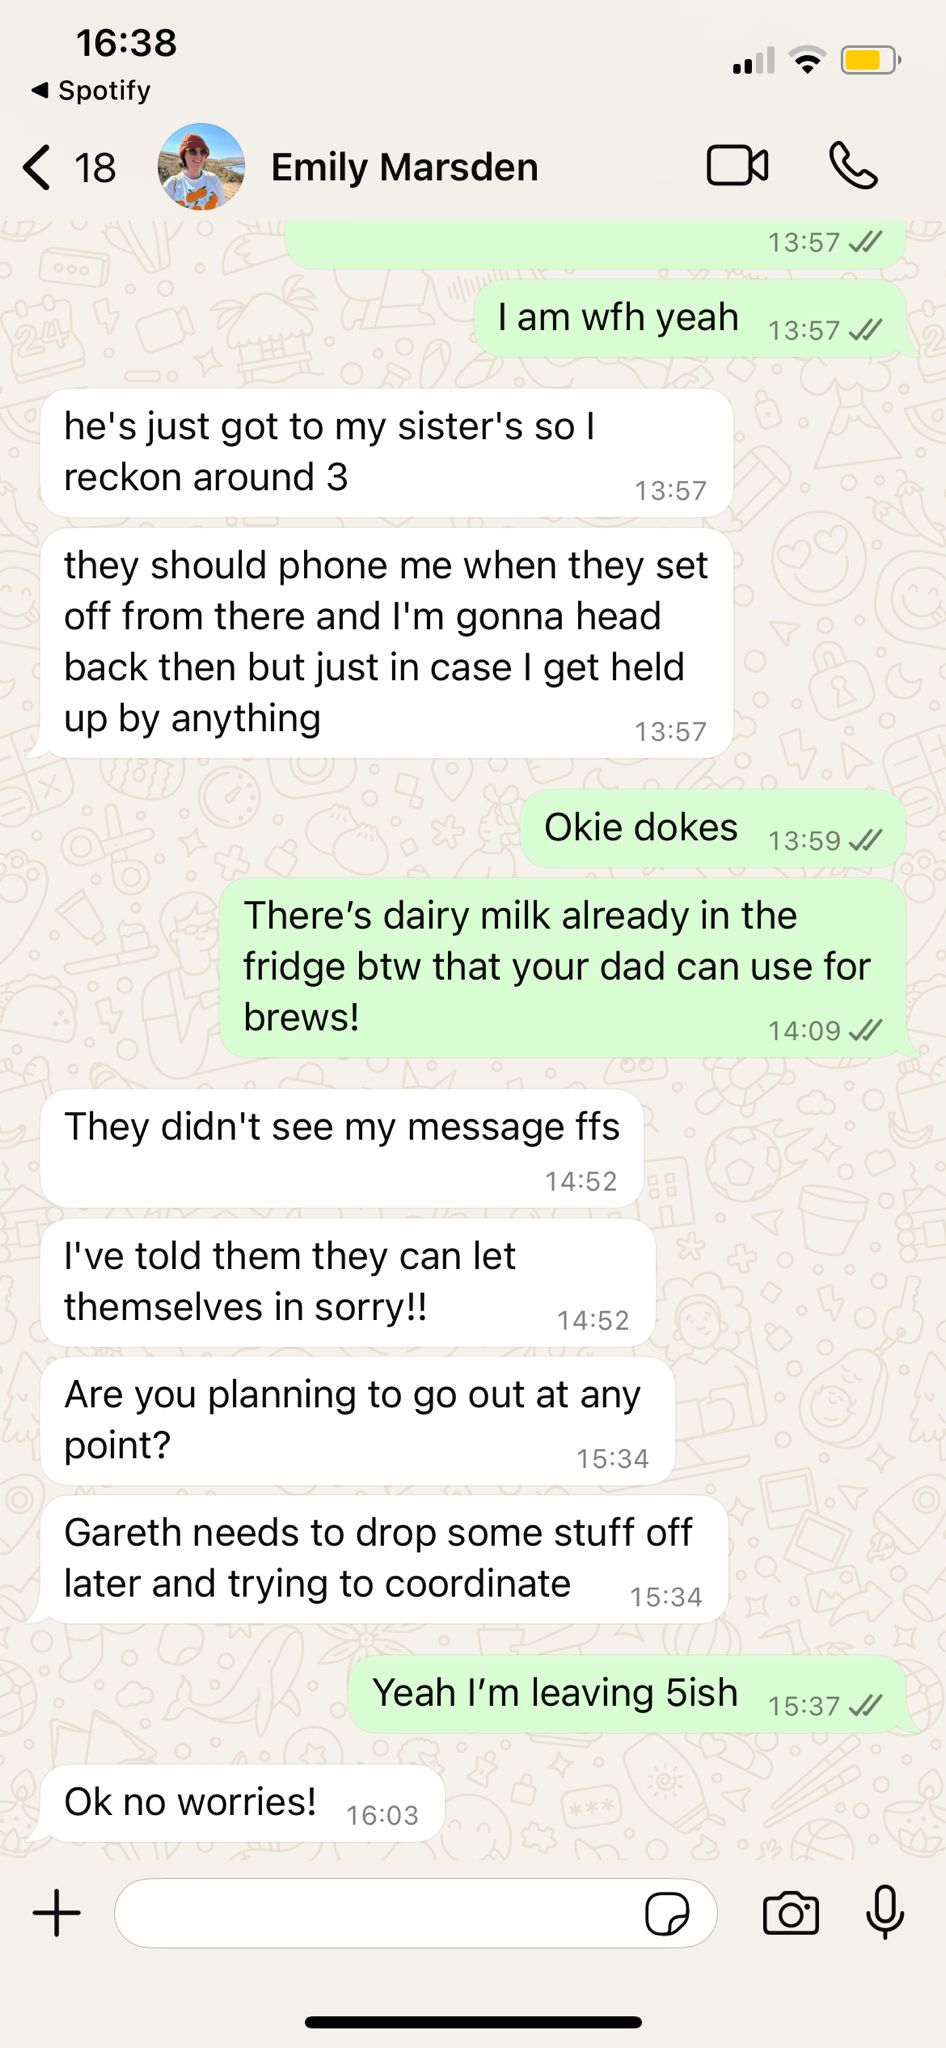 16:38
◀ Spotify
18
Emily Marsden
13:57
I am wfh yeah
13:57
he's just got to my sister's so I
reckon around 3
13:57
they should phone me when they set
off from there and I'm gonna head
back then but just in case I get held
up by anything
13:57
Okie dokes
13:59
There’s dairy milk already in the
fridge btw that your dad can use for
brews!
14:09
They didn't see my message ffs
14:52
I've told them they can let
themselves in sorry!!
14:52
Are you planning to go out at any
point?
15:34
Gareth needs to drop some stuff off
later and trying to coordinate
15:34
Yeah I’m leaving 5ish
15:37
Ok no worries!
16:03